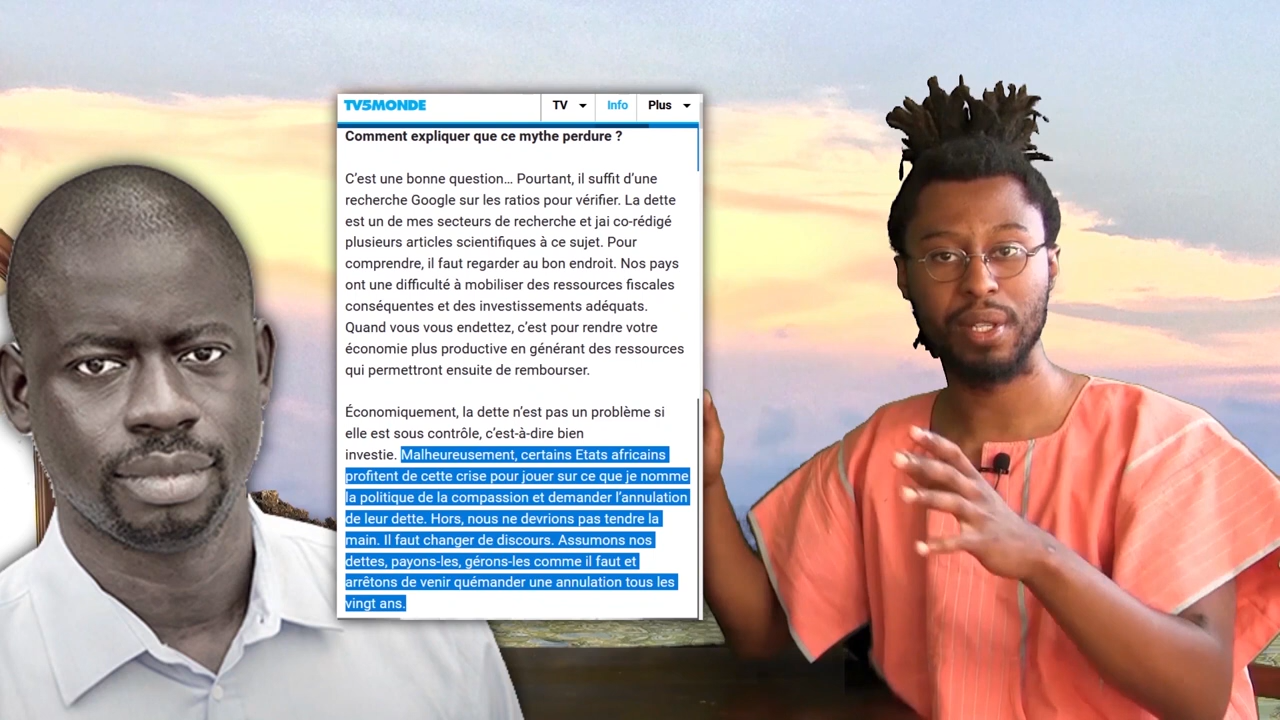 TV5MONDE
TV
Info
Plus
Comment expliquer que ce mythe perdure ?
C’est une bonne question… Pourtant, il suffit d’une
recherche Google sur les ratios pour vérifier. La dette
est un de mes secteurs de recherche et jai co-rédigé
plusieurs articles scientifiques à ce sujet. Pour
comprendre, il faut regarder au bon endroit. Nos pays
ont une difficulté à mobiliser des ressources fiscales
conséquentes et des investissements adéquats.
Quand vous vous endettez, c’est pour rendre votre
économie plus productive en générant des ressources
qui permettront ensuite de rembourser.
Économiquement, la dette n’est pas un problème si
elle est sous contrôle, c’est-à-dire bien
investie. Malheureusement, certains Etats africains
profitent de cette crise pour jouer sur ce que je nomme
la politique de la compassion et demander l’annulation
de leur dette. Hors, nous ne devrions pas tendre la
main. Il faut changer de discours. Assumons nos
dettes, payons-les, gérons-les comme il faut et
arrêtons de venir quémander une annulation tous les
vingt ans.